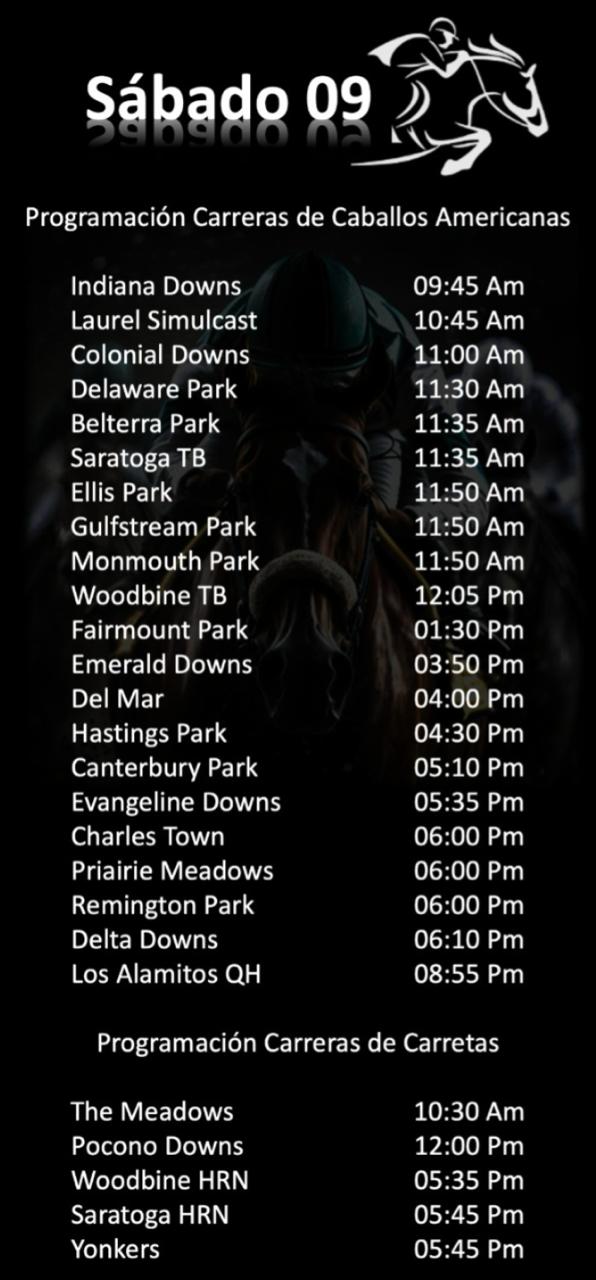 Sábado 09
Programación Carreras de Caballos Americanas
Indiana Downs 09:45 Am
Laurel Simulcast 10:45 Am
Colonial Downs 11:00 Am
Delaware Park 11:30 Am
Belterra Park 11:35 Am
Saratoga TB 11:35 Am
Ellis Park 11:50 Am
Gulfstream Park 11:50 Am
Monmouth Park 11:50 Am
Woodbine TB 12:05 Pm
Fairmount Park 01:30 Pm
Emerald Downs 03:50 Pm
Del Mar 04:00 Pm
Hastings Park 04:30 Pm
Canterbury Park 05:10 Pm
Evangeline Downs 05:35 Pm
Charles Town 06:00 Pm
Priairie Meadows 06:00 Pm
Remington Park 06:00 Pm
Delta Downs 06:10 Pm
Los Alamitos QH 08:55 Pm
Programación Carreras de Carretas
The Meadows 10:30 Am
Pocono Downs 12:00 Pm
Woodbine HRN 05:35 Pm
Saratoga HRN 05:45 Pm
Yonkers 05:45 Pm